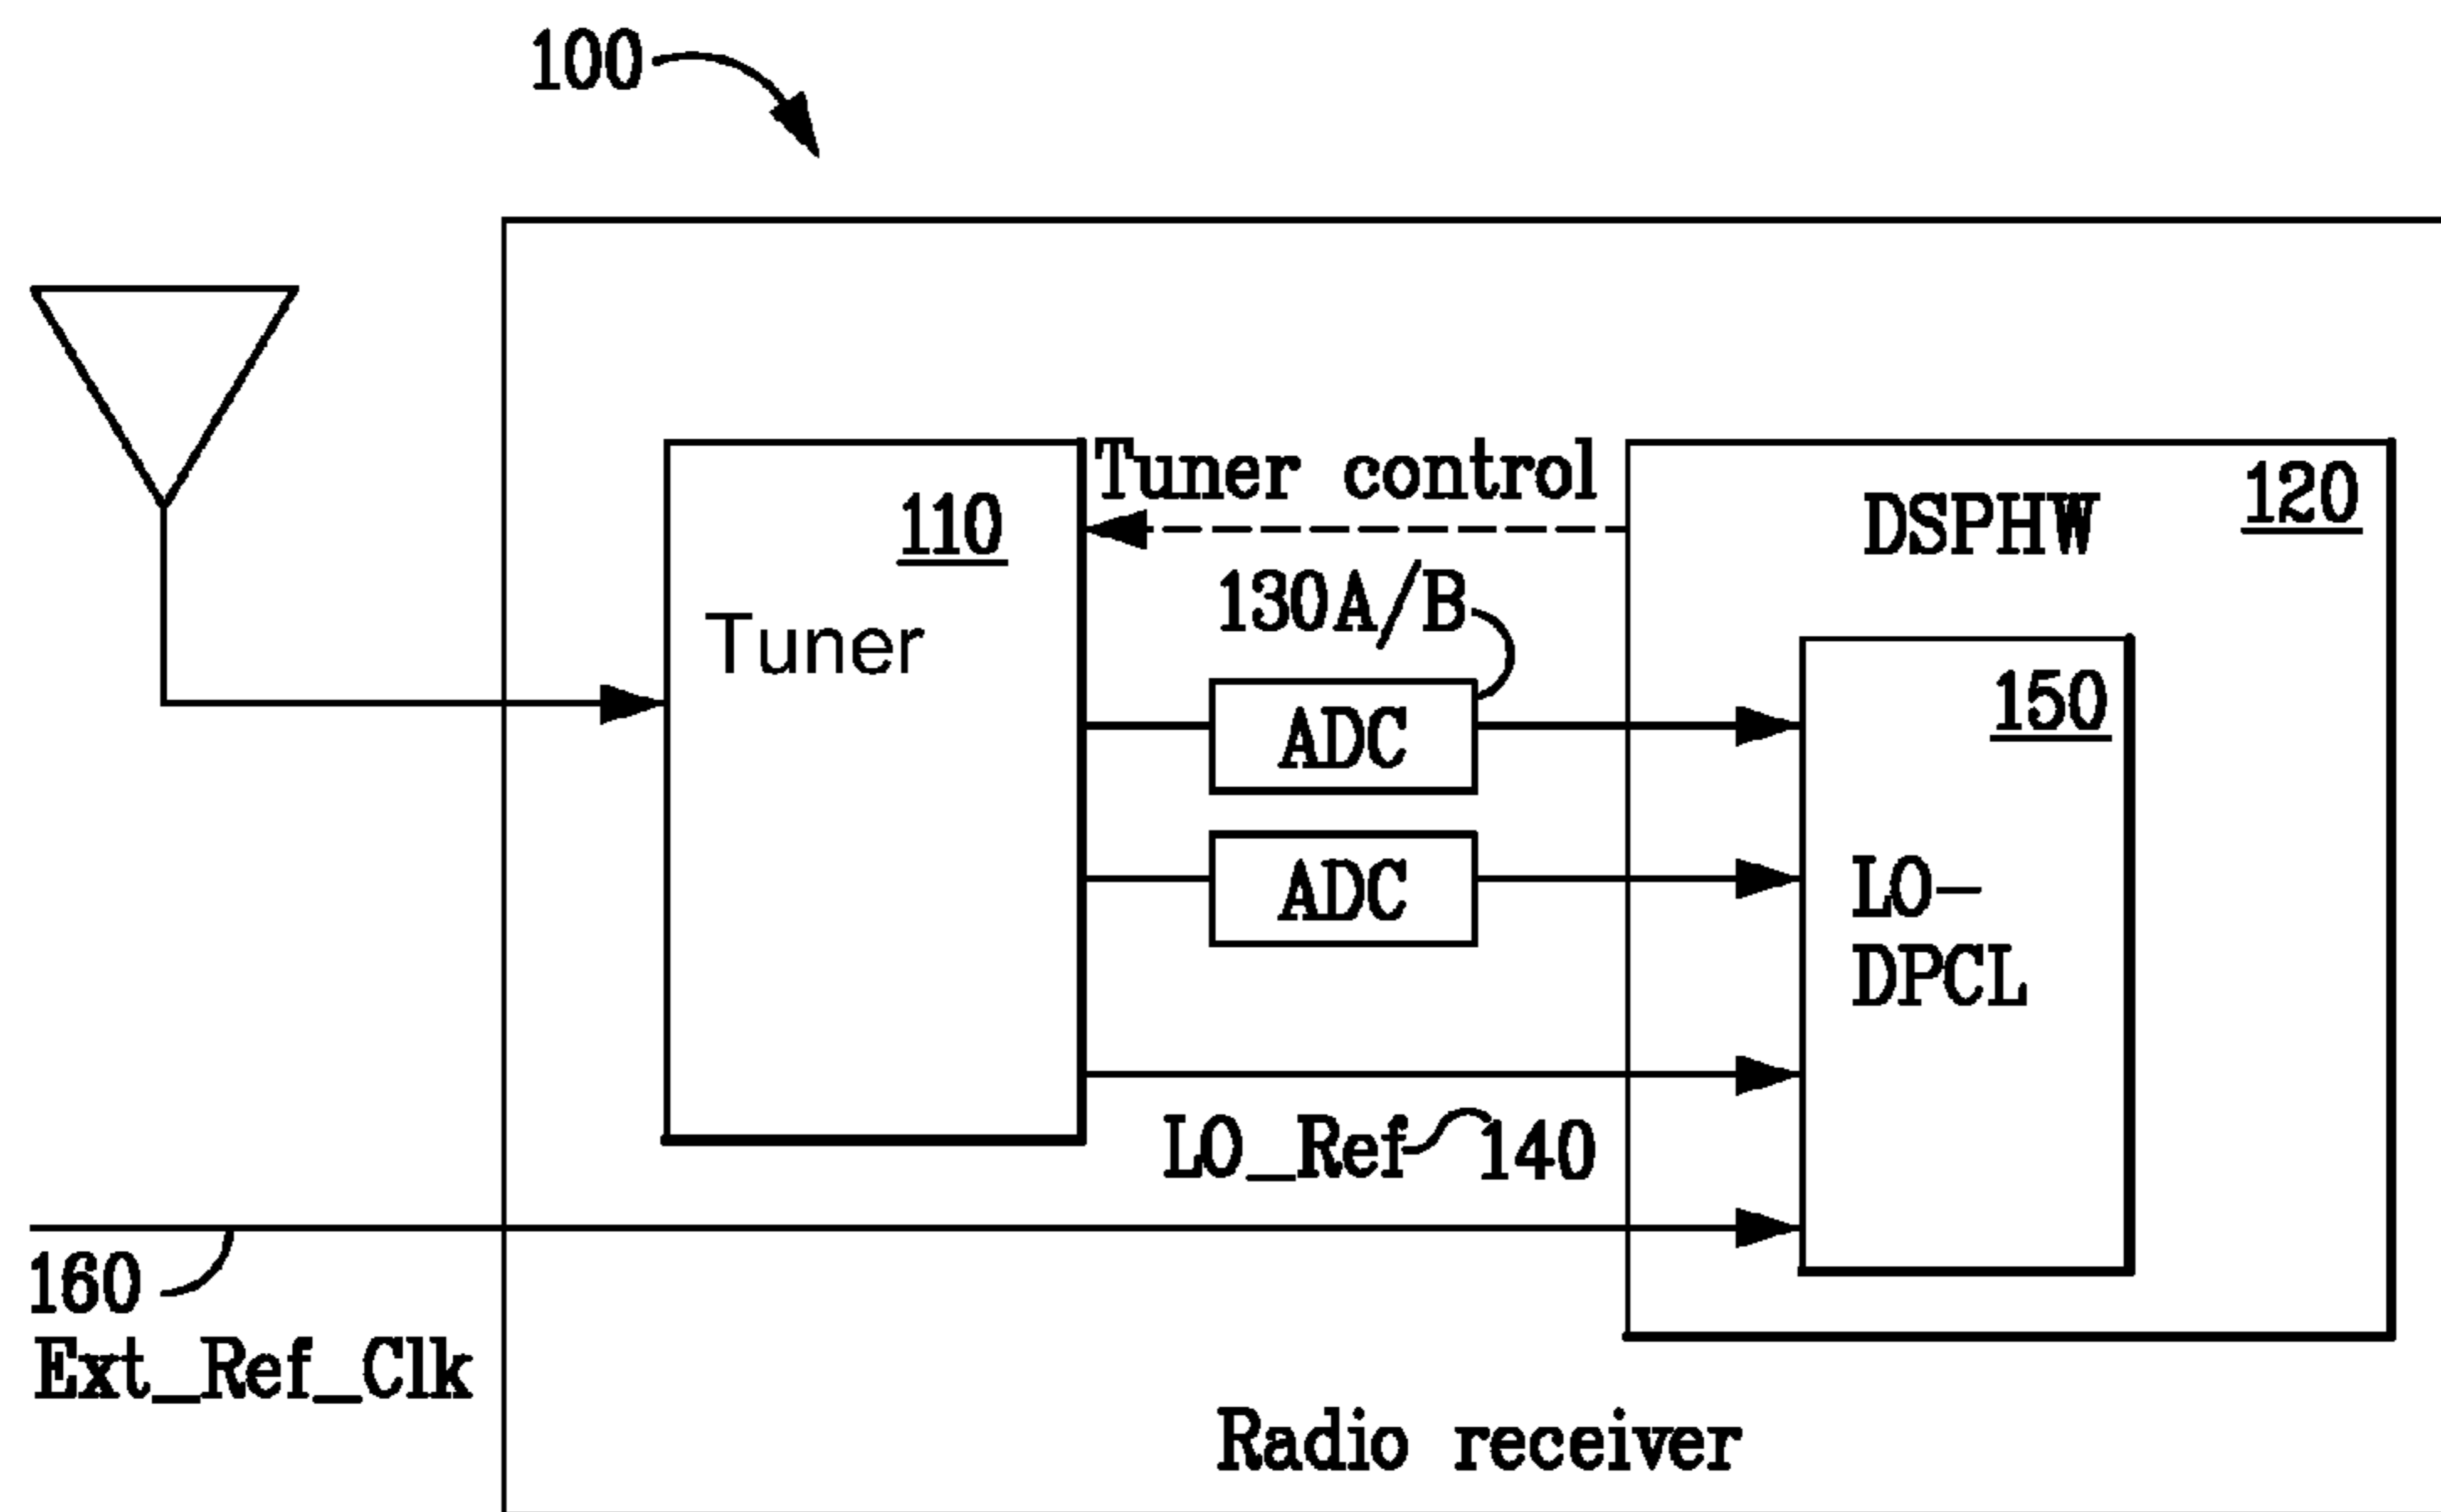 100
Tuner control
110
DSPHW
120
130A/B
Tuner
ADC
150
ADC
LO-
DPCL
LO_Ref
140
160
Ext_Ref_Clk
Radio receiver